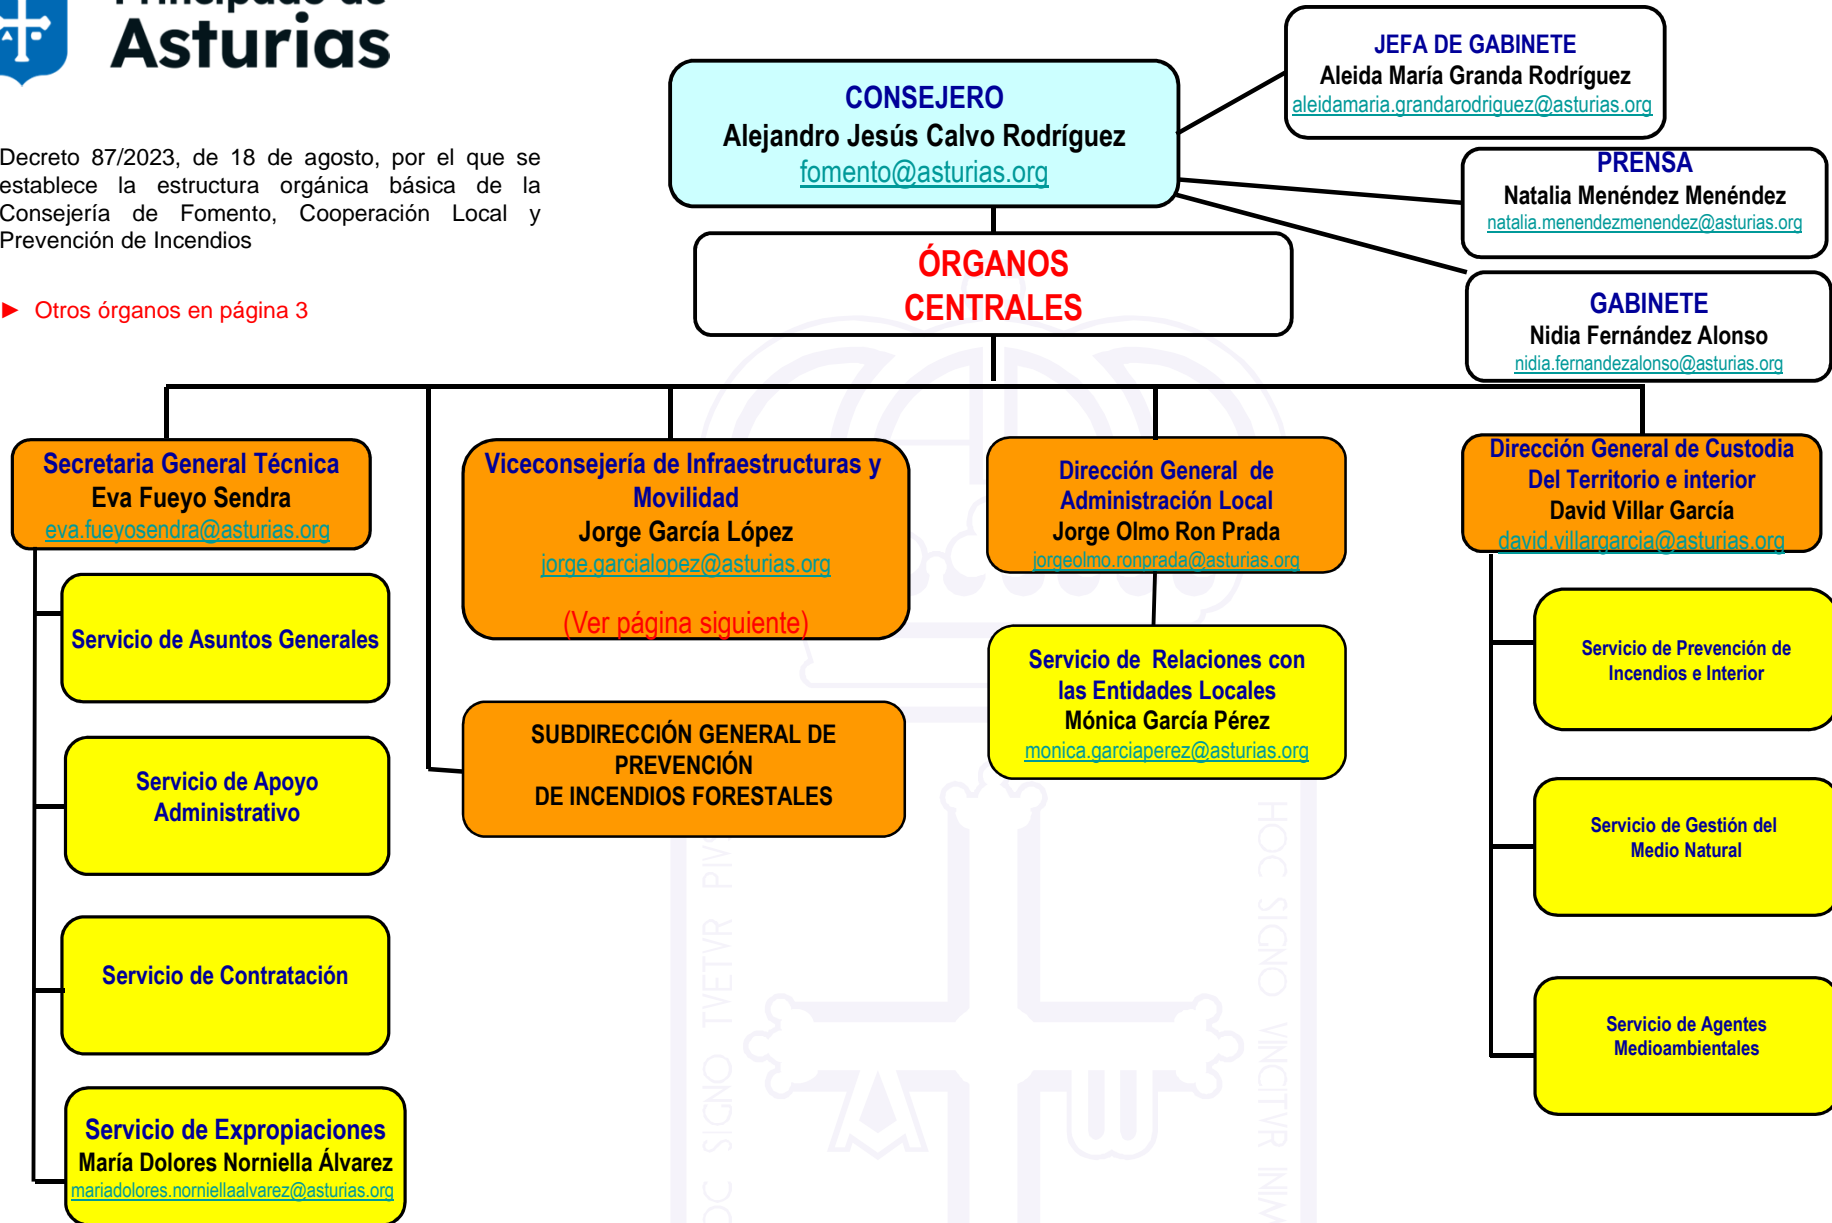 Principado de
Asturias
Decreto 87/2023, de 18 de agosto, por el que se
establece la estructura orgánica básica de la
Consejería de Fomento, Cooperación Local y
Prevención de Incendios
► Otros órganos en página 3
CONSEJERO
Alejandro Jesús Calvo Rodríguez
fomento@asturias.org
JEFA DE GABINETE
Aleida María Granda Rodríguez
aleidamaria.grandarodriguez@asturias.org
PRENSA
Natalia Menéndez Menéndez
natalia.menendezmenendez@asturias.org
GABINETE
Nidia Fernández Alonso
nidia.fernandezalonso@asturias.org
ÓRGANOS
CENTRALES
Secretaria General Técnica
Eva Fueyo Sendra
eva.fueyosendra@asturias.org
Servicio de Asuntos Generales
Servicio de Apoyo
Administrativo
Servicio de Contratación
Servicio de Expropiaciones
María Dolores Norniella Álvarez
mariadolores.norniellaalvarez@asturias.org
Viceconsejería de Infraestructuras y
Movilidad
Jorge García López
jorge.garcialopez@asturias.org
(Ver página siguiente)
SUBDIRECCIÓN GENERAL DE
PREVENCIÓN
DE INCENDIOS FORESTALES
Dirección General de
Administración Local
Jorge Olmo Ron Prada
jorgeolmo.ronprada@asturias.org
Servicio de Relaciones con
las Entidades Locales
Mónica García Pérez
monica.garciaperez@asturias.org
Dirección General de Custodia
Del Territorio e interior
David Villar García
david.villargarcia@asturias.org
Servicio de Prevención de
Incendios e Interior
Servicio de Gestión del
Medio Natural
Servicio de Agentes
Medioambientales
SIGNO TVETVR
HOC SIGNO VINCITVR